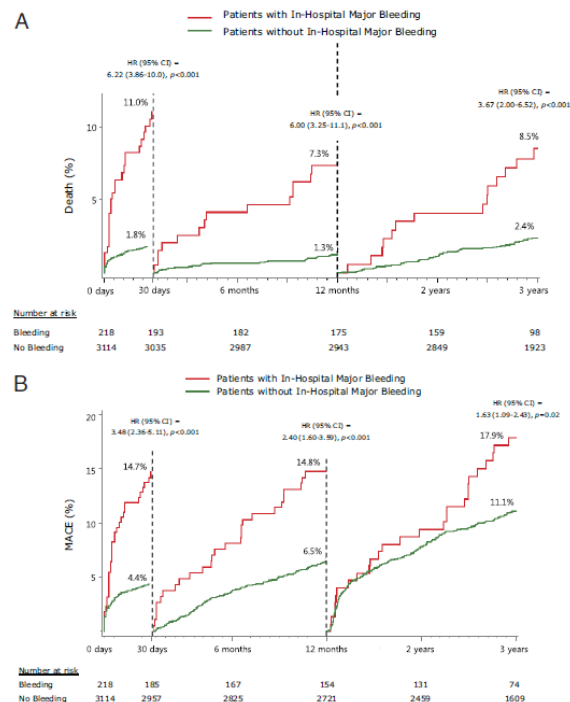 A
Patients with In-Hospital Major Bleeding
Patients without In-Hospital Major Bleeding
HR (95% CI) =
6.22 (3.86-10.0), p<0.001
HR (95% CI) =
6.00 (3.25-11.1), p<0.001
HR (95% CI) =
3.67 (2.00-6.52), p<0.001
11.0%
7.3%
8.5%
1.8%
1.3%
2.4%
Death (%)
10
5
0 days
30 days
6 months
12 months
2 years
3 years
Number at risk
Bleeding 218 193 182 175 159 98
No Bleeding 3114 3035 2987 2943 2849 1923
B
Patients with In-Hospital Major Bleeding
Patients without In-Hospital Major Bleeding
HR (95% CI) =
3.48 (2.36-5.11), p<0.001
HR (95% CI) =
2.40 (1.60-3.59), p<0.001
HR (95% CI) =
1.63 (1.09-2.43), p=0.02
14.7%
14.8%
17.9%
4.4%
6.5%
11.1%
MACE (%)
20
15
10
5
0 days
30 days
6 months
12 months
2 years
3 years
Number at risk
Bleeding 218 185 167 154 131 74
No Bleeding 3114 2957 2825 2721 2459 1609